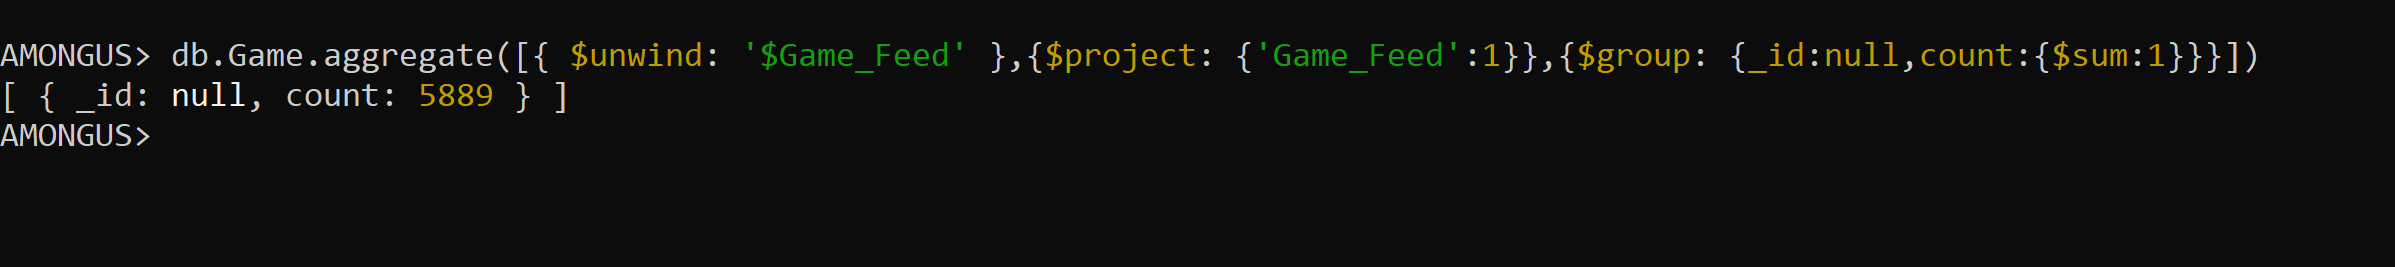 AMONGUS> db.Game.aggregate([{ $unwind: '$Game_Feed' },{$project: {'Game_Feed':1}},{$group: {_id:null,count:{$sum:1}}}])
[ { _id: null, count: 5889 } ]
AMONGUS>